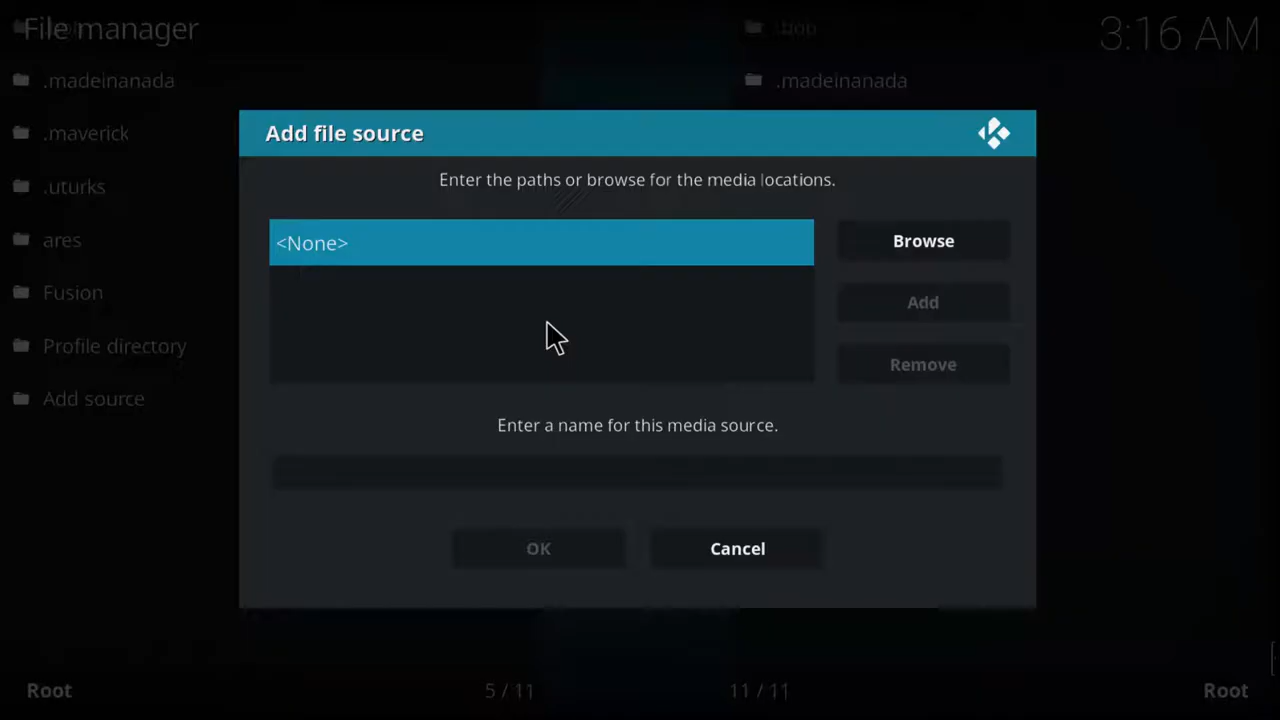 File manager
3:16 AM
.madeinanada
.maverick
.uturks
ares
Fusion
Profile directory
Add source
.bob
.madeinanada
Add file source
Enter the paths or browse for the media locations.
<None>
Browse
Add
Remove
Enter a name for this media source.
OK
Cancel
Root
5 / 11
11 / 11
Root